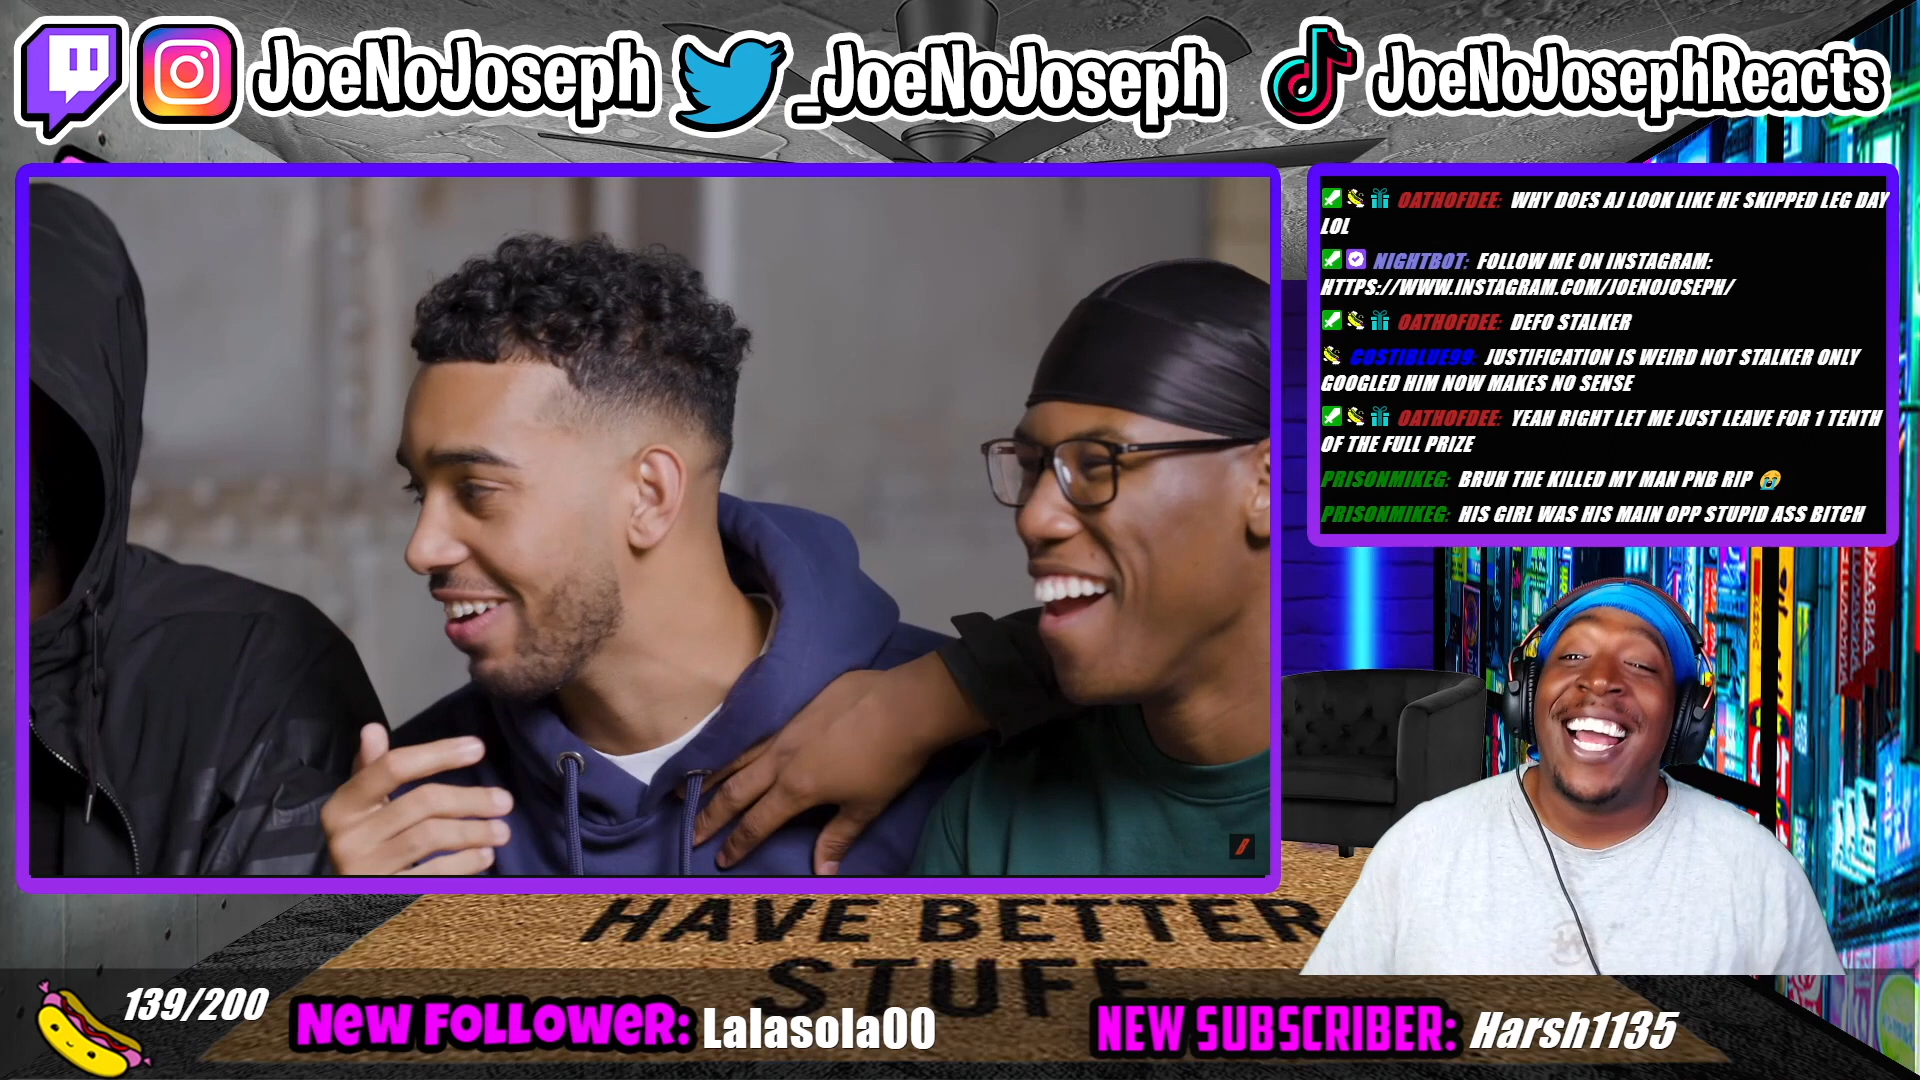 JoeNoJoseph
_JoeNoJoseph
JoeNoJosephReacts
OATHOFDEE: WHY DOES AJ LOOK LIKE HE SKIPPED LEG DAY
LOL
NIGHTBOT: FOLLOW ME ON INSTAGRAM:
HTTPS://WWW.INSTAGRAM.COM/JOENOJOSEPH/
OATHOFDEE: DEFO STALKER
COSTIBLUE99: JUSTIFICATION IS WEIRD NOT STALKER ONLY
GOOGLED HIM NOW MAKES NO SENSE
OATHOFDEE: YEAH RIGHT LET ME JUST LEAVE FOR 1 TENTH
OF THE FULL PRIZE
PRISONMIKEG: BRUH THE KILLED MY MAN PNB RIP 😭
PRISONMIKEG: HIS GIRL WAS HIS MAIN OPP STUPID ASS BITCH
HAVE BETTER
STUFF
139/200
NEW FOLLOWER: Lalasola00
NEW SUBSCRIBER: Harsh1135